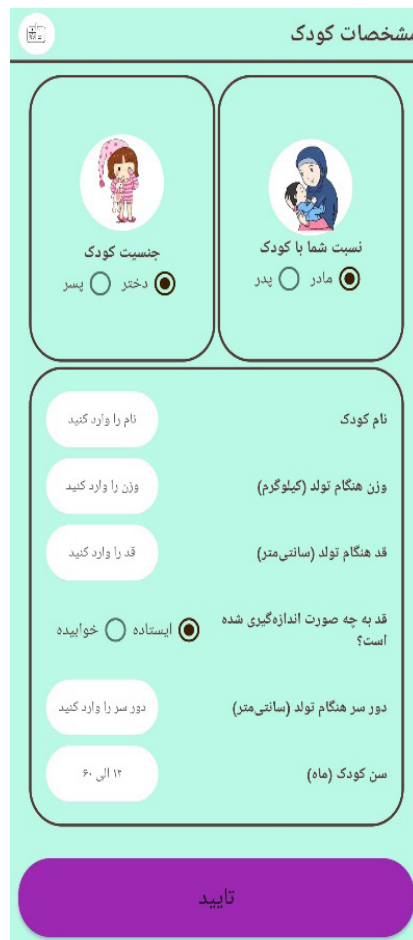 مشخصات کودک
نسبت شما با کودک
مادر
پدر
جنسیت کودک
دختر
پسر
نام کودک
نام را وارد کنید
وزن هنگام تولد (کیلوگرم)
وزن را وارد کنید
قد هنگام تولد (سانتی‌متر)
قد را وارد کنید
قد به چه صورت اندازه‌گیری شده
است؟
ایستاده
خوابیده
دور سر هنگام تولد (سانتی‌متر)
دور سر را وارد کنید
سن کودک (ماه)
۱۲ الی ۶۰
تایید